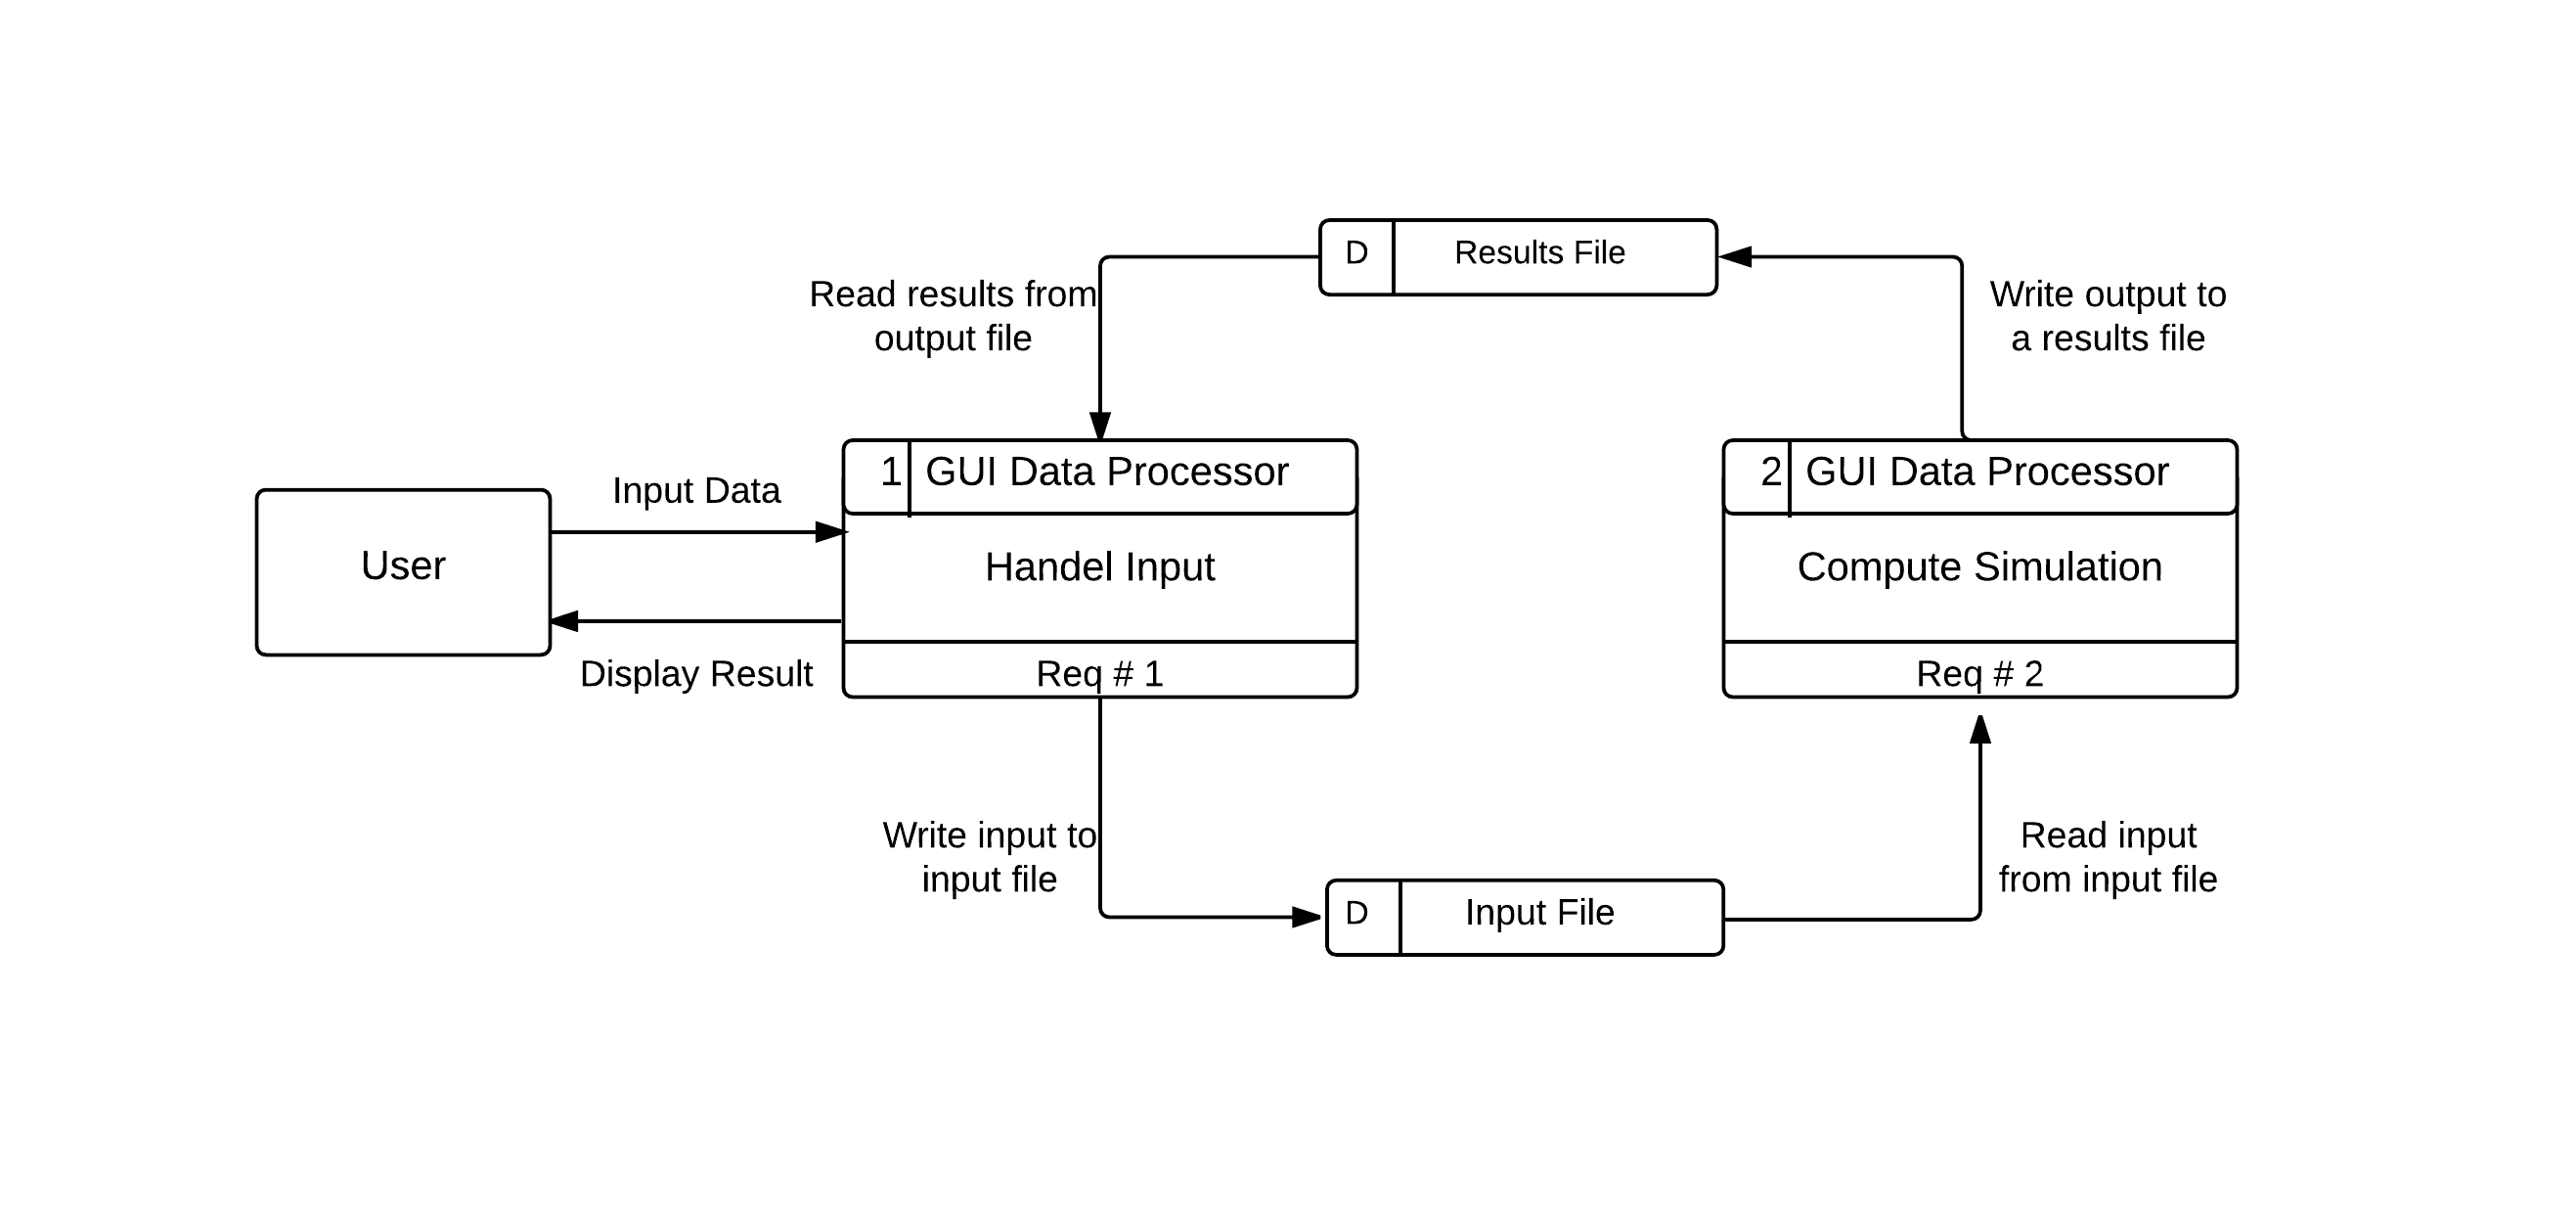 D
Results File
Read results from
output file
Write output to
a results file
1
GUI Data Processor
2
GUI Data Processor
Input Data
User
Handel Input
Compute Simulation
Display Result
Req # 1
Req # 2
Write input to
input file
Read input
from input file
D
Input File